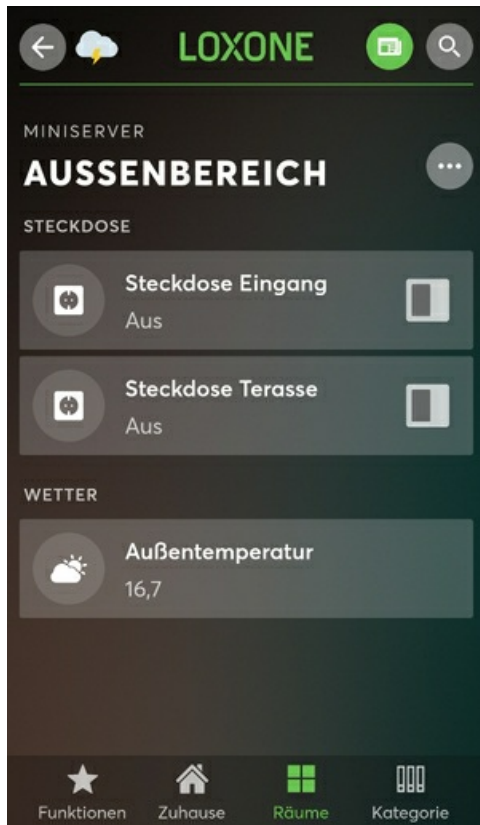 LOXONE
MINISERVER
AUSSENBEREICH
STECKDOSE
Steckdose Eingang
Aus
Steckdose Terasse
Aus
WETTER
Außentemperatur
16,7
Funktionen Zuhause Räume Kategorie